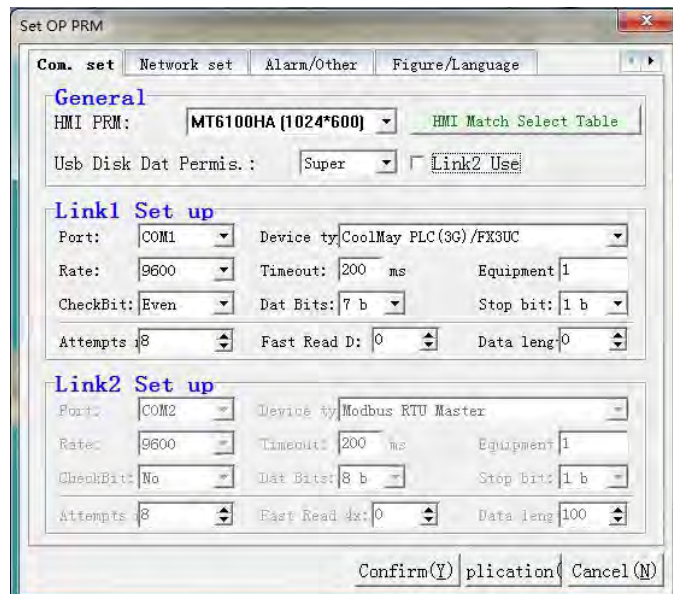 Set OP PRM
Com. set Network set Alarm/Other Figure/Language
General
HMI PRM: MT6100HA (1024*600) HMI Match Select Table
Usb Disk Dat Permis.: Super Link2 Use
Link1 Set up
Port: COM1 Device ty CoolMay PLC(3G)/FX3UC
Rate: 9600 Timeout: 200 ms Equipment 1
CheckBit: Even Dat Bits: 7 b Stop bit: 1 b
Attempts 8 Fast Read D: 0 Data leng 0
Link2 Set up
Port: COM2 Device ty Modbus RTU Master
Rate: 9600 Timeout: 200 ms Equipment 1
CheckBit: No Dat Bits: 8 b Stop bit: 1 b
Attempts 8 Fast Read 4x: 0 Data leng 100
Confirm(Y) plication( Cancel(N)